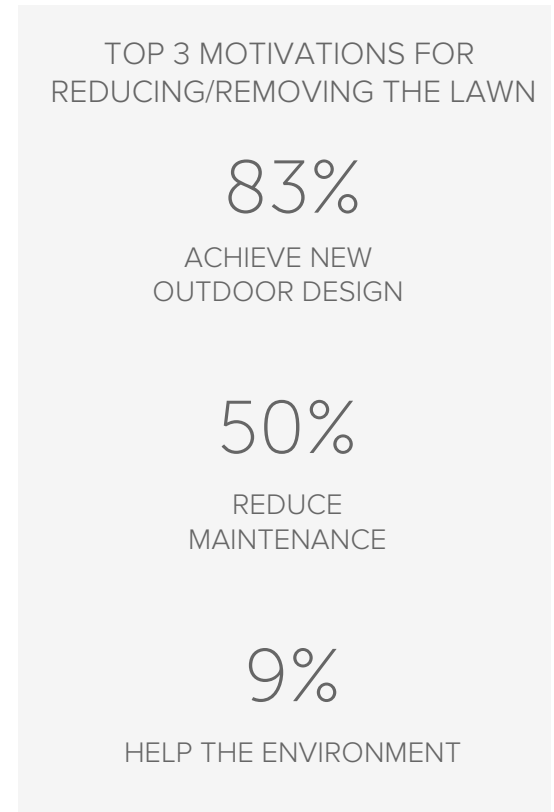 TOP 3 MOTIVATIONS FOR
REDUCING/REMOVING THE LAWN
83%
ACHIEVE NEW
OUTDOOR DESIGN
50%
REDUCE
MAINTENANCE
9%
HELP THE ENVIRONMENT